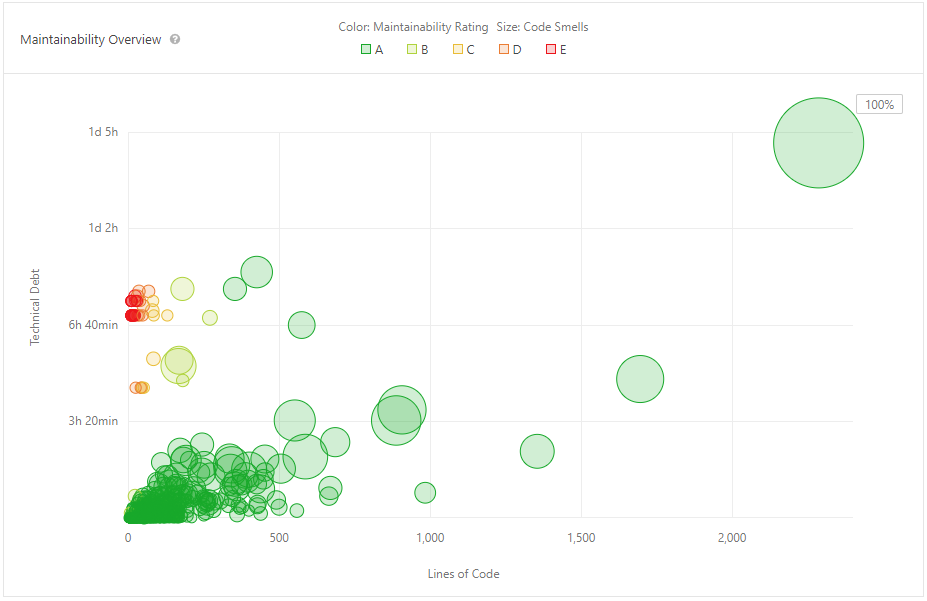 Color: Maintainability Rating Size: Code Smells
Maintainability Overview ?
A B C D E
100%
1d 5h
1d 2h
6h 40min
3h 20min
Technical Debt
0 500 1,000 1,500 2,000
Lines of Code